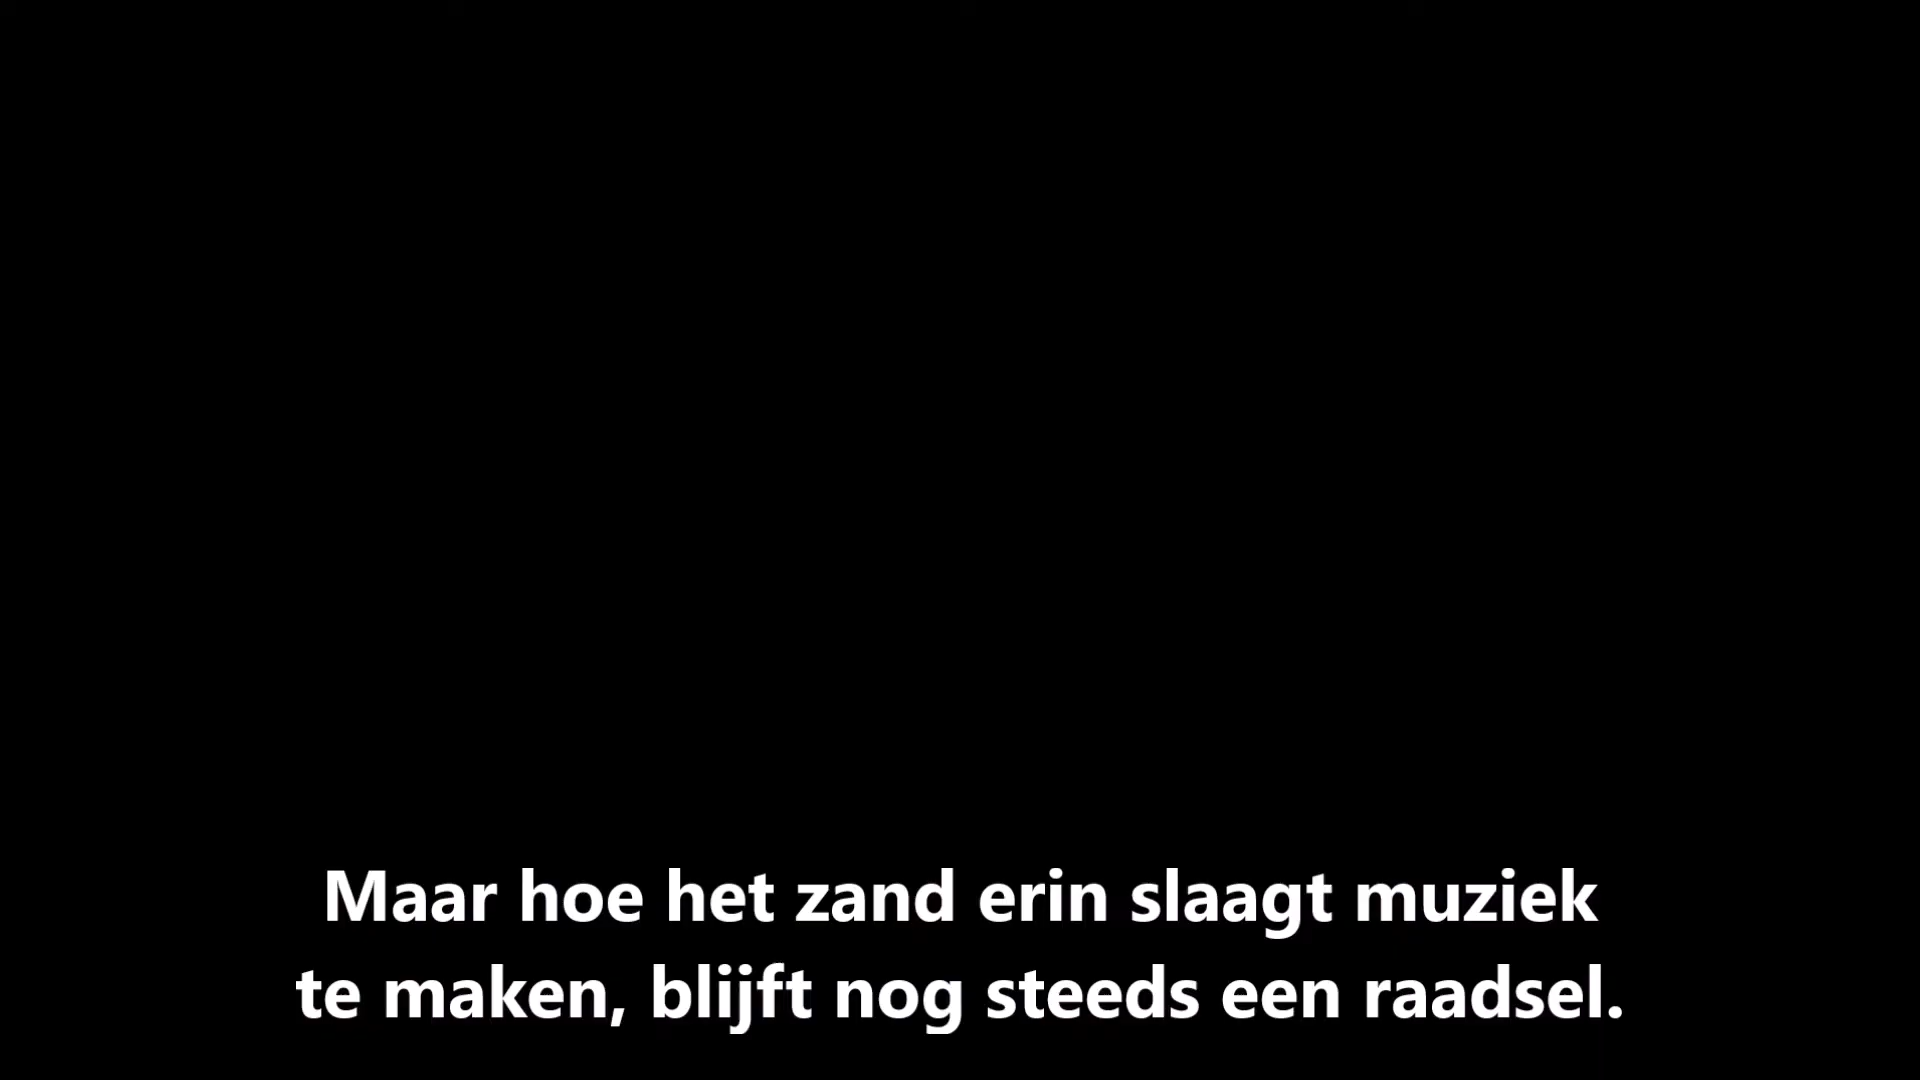 Maar hoe het zand erin slaagt muziek
te maken, blijft nog steeds een raadsel.